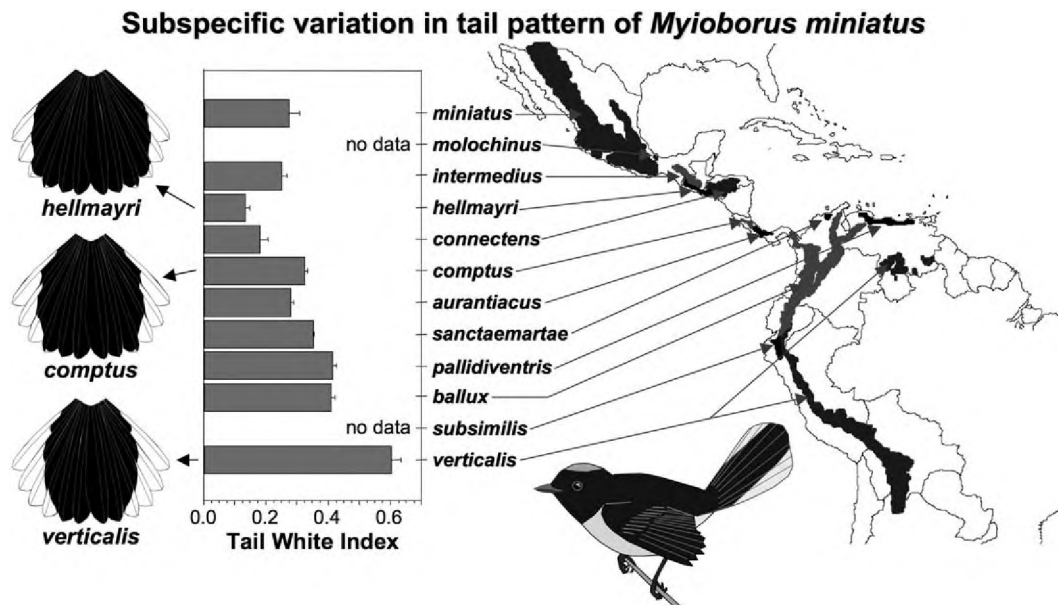 Subspecific variation in tail pattern of Myioborus miniatus
hellmayri
comptus
verticalis
no data
no data
0.0 0.2 0.4 0.6
Tail White Index
miniatus
molochinus
intermedius
hellmayri
connectens
comptus
aurantiacus
sanctaemartae
pallidiventris
ballux
subsimilis
verticalis